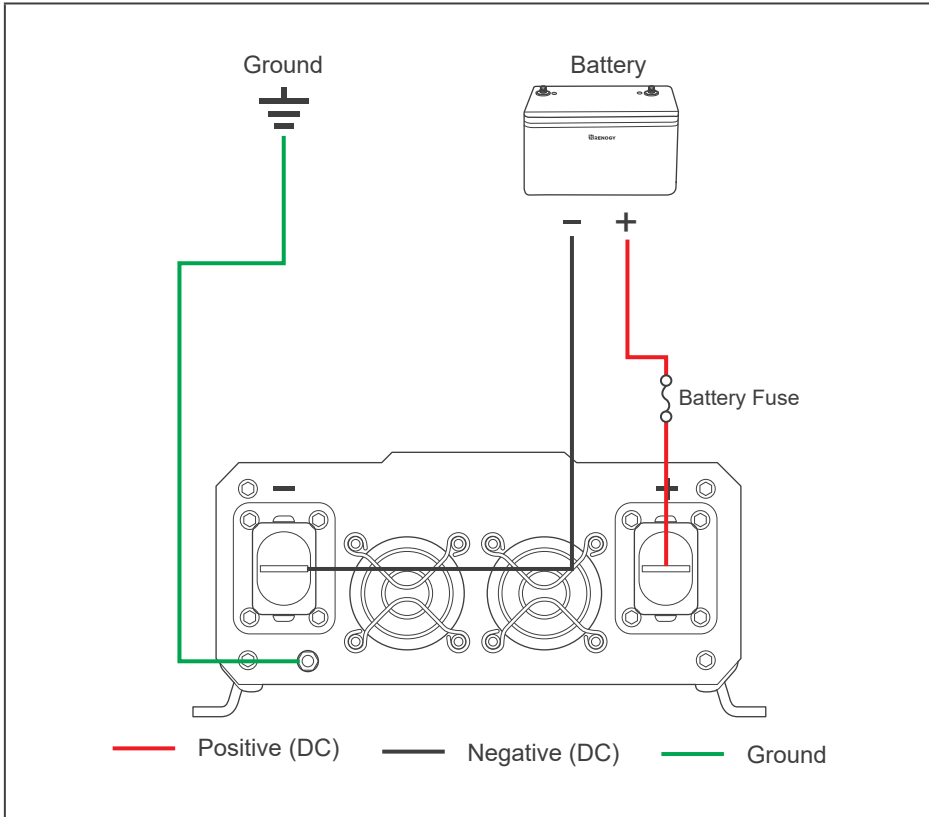 Ground
Battery
RENOGY
− +
Battery Fuse
− +
Positive (DC)
Negative (DC)
Ground